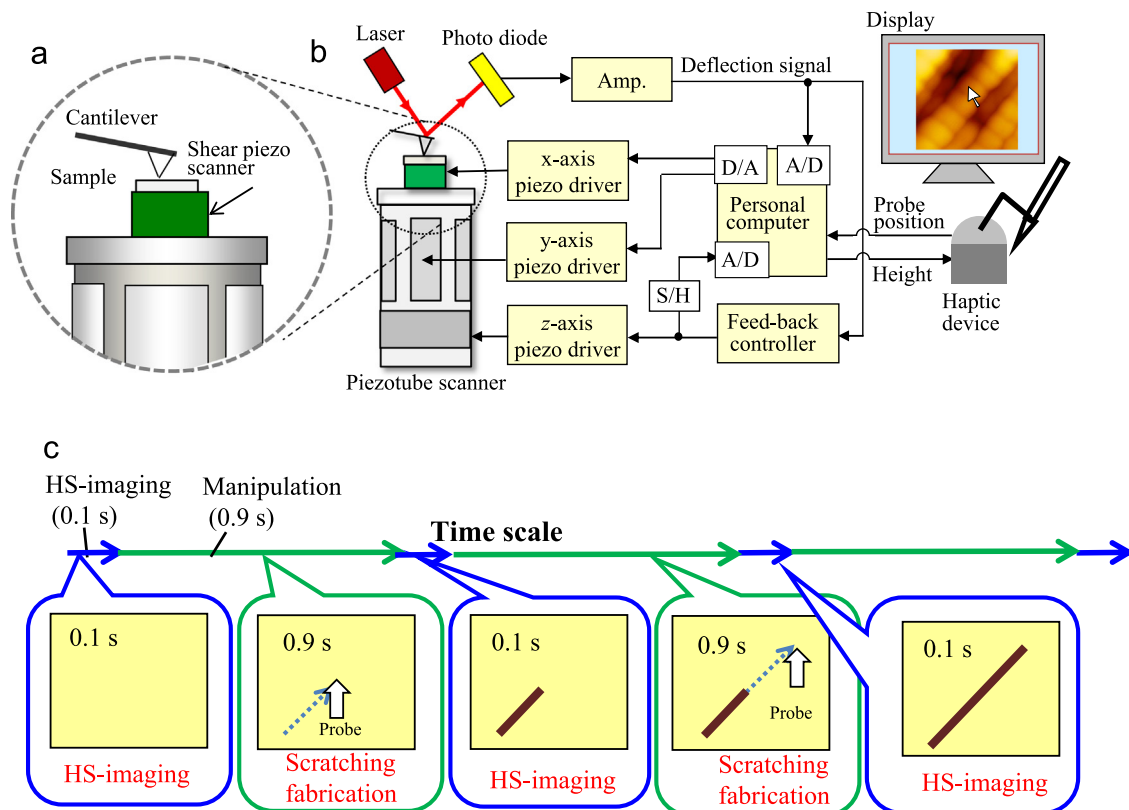 a
Cantilever
Sample
Shear piezo
scanner
b
Laser
Photo diode
Amp.
Deflection signal
Display
x-axis
piezo driver
D/A
A/D
Personal
computer
A/D
y-axis
piezo driver
S/H
z-axis
piezo driver
Feed-back
controller
Probe
position
Height
Haptic
device
Piezotube scanner
c
HS-imaging
(0.1 s)
Manipulation
(0.9 s)
Time scale
0.1 s
HS-imaging
0.9 s
Probe
Scratching
fabrication
0.1 s
HS-imaging
0.9 s
Probe
Scratching
fabrication
0.1 s
HS-imaging